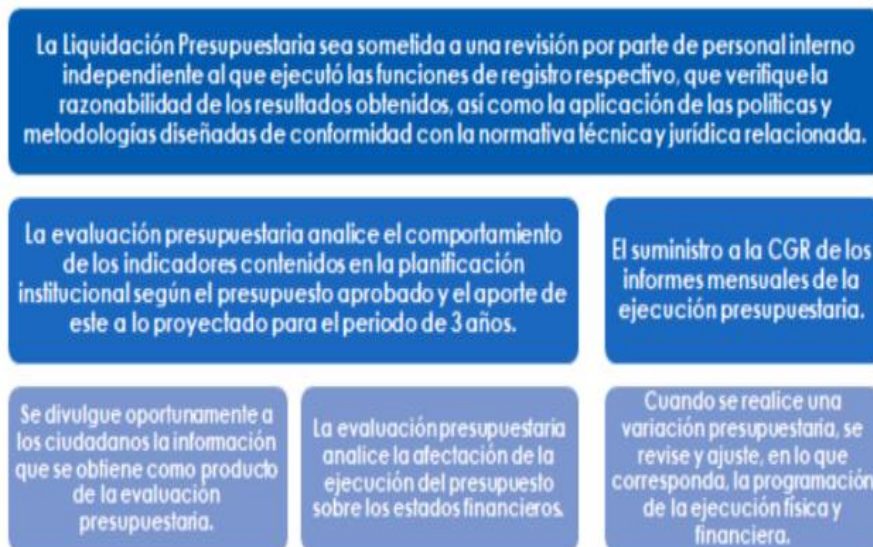 La Liquidación Presupuestaria sea sometida a una revisión por parte de personal interno
independiente al que ejecutó las funciones de registro respectivo, que verifique la
razonabilidad de los resultados obtenidos, así como la aplicación de las políticas y
metodologías diseñadas de conformidad con la normativa técnica y jurídica relacionada.
La evaluación presupuestaria analice el comportamiento
de los indicadores contenidos en la planificación
institucional según el presupuesto aprobado y el aporte de
este a lo proyectado para el periodo de 3 años.
El suministro a la CGR de los
informes mensuales de la
ejecución presupuestaria.
Se divulgue oportunamente a
los ciudadanos la información
que se obtiene como producto
de la evaluación
presupuestaria.
La evaluación presupuestaria
analice la afectación de la
ejecución del presupuesto
sobre los estados financieros.
Cuando se realice una
variación presupuestaria, se
revise y ajuste, en lo que
corresponda, la programación
de la ejecución física y
financiera.